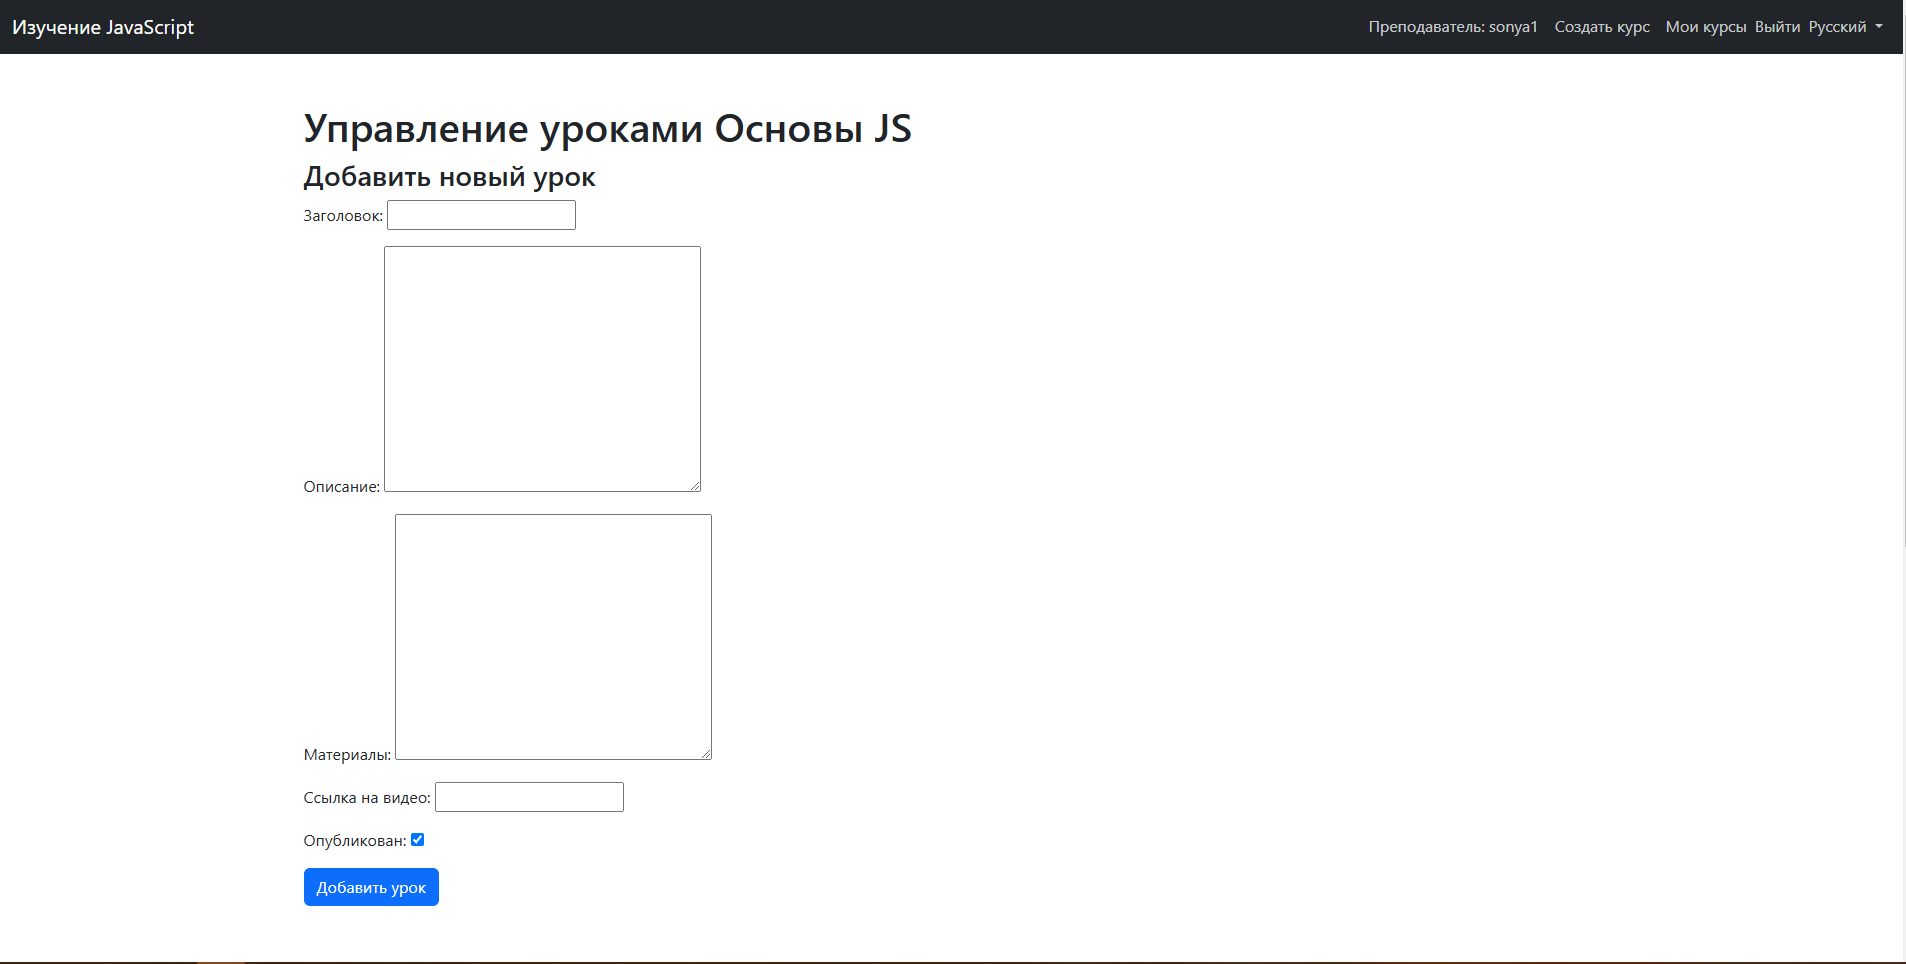 Изучение JavaScript
Преподаватель: sonya1 Создать курс Мои курсы Выйти Русский
Управление уроками Основы JS
Добавить новый урок
Заголовок:
Описание:
Материалы:
Ссылка на видео:
Опубликован:
Добавить урок